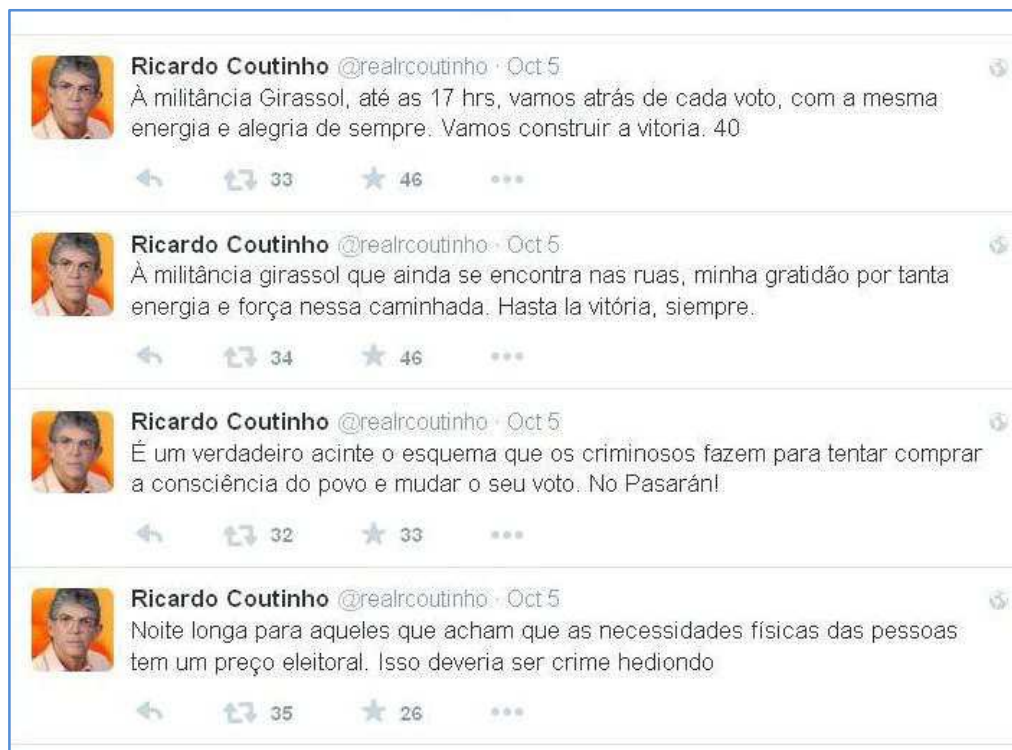 Ricardo Coutinho @realrcoutinho · Oct 5
À militância Girassol, até as 17 hrs, vamos atrás de cada voto, com a mesma
energia e alegria de sempre. Vamos construir a vitoria. 40
33 46
Ricardo Coutinho @realrcoutinho · Oct 5
À militância girassol que ainda se encontra nas ruas, minha gratidão por tanta
energia e força nessa caminhada. Hasta la vitória, siempre.
34 46
Ricardo Coutinho @realrcoutinho · Oct 5
É um verdadeiro acinte o esquema que os criminosos fazem para tentar comprar
a consciência do povo e mudar o seu voto. No Pasarán!
32 33
Ricardo Coutinho @realrcoutinho · Oct 5
Noite longa para aqueles que acham que as necessidades físicas das pessoas
tem um preço eleitoral. Isso deveria ser crime hediondo
35 26